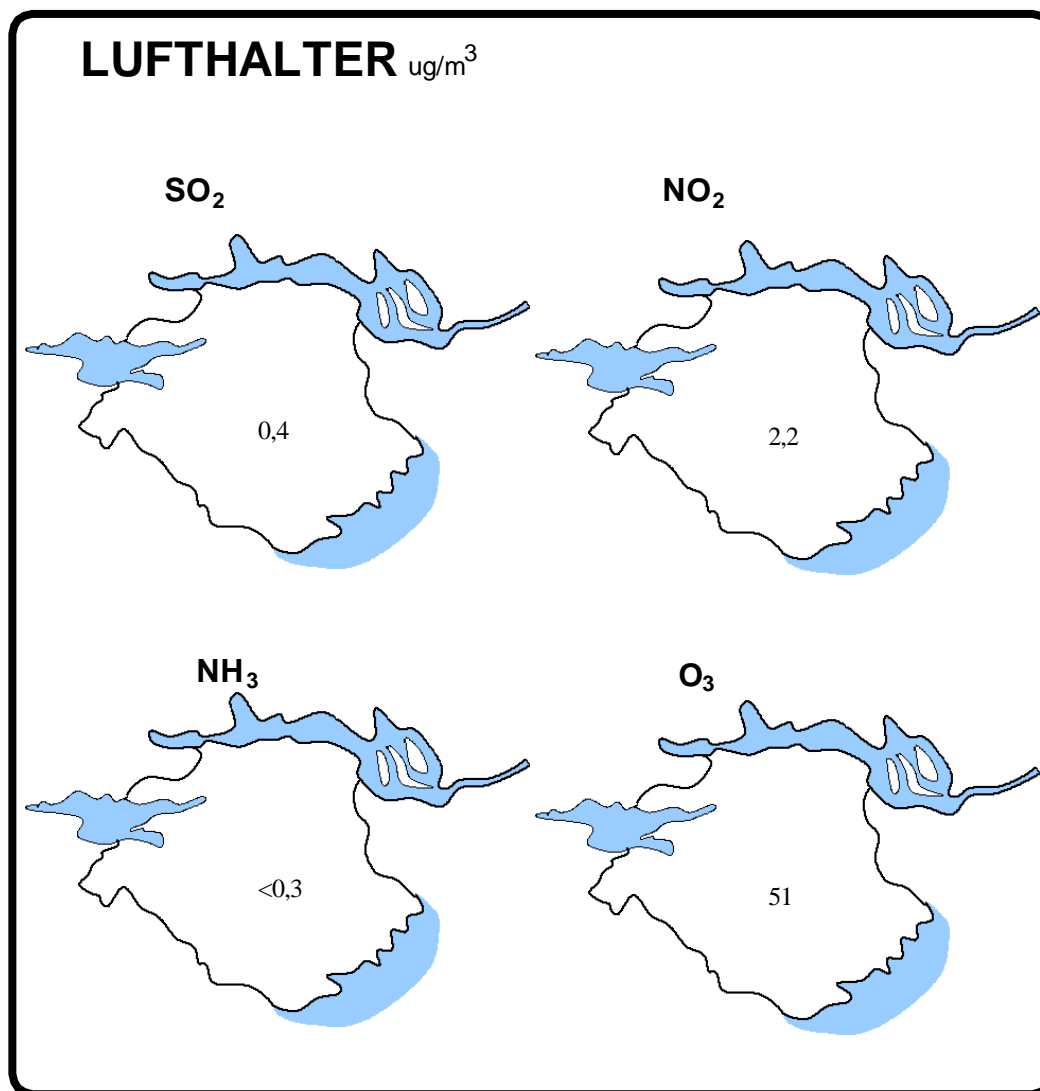 LUFTHALTER ug/m³
SO₂
NO₂
0,4
2,2
NH₃
O₃
<0,3
51